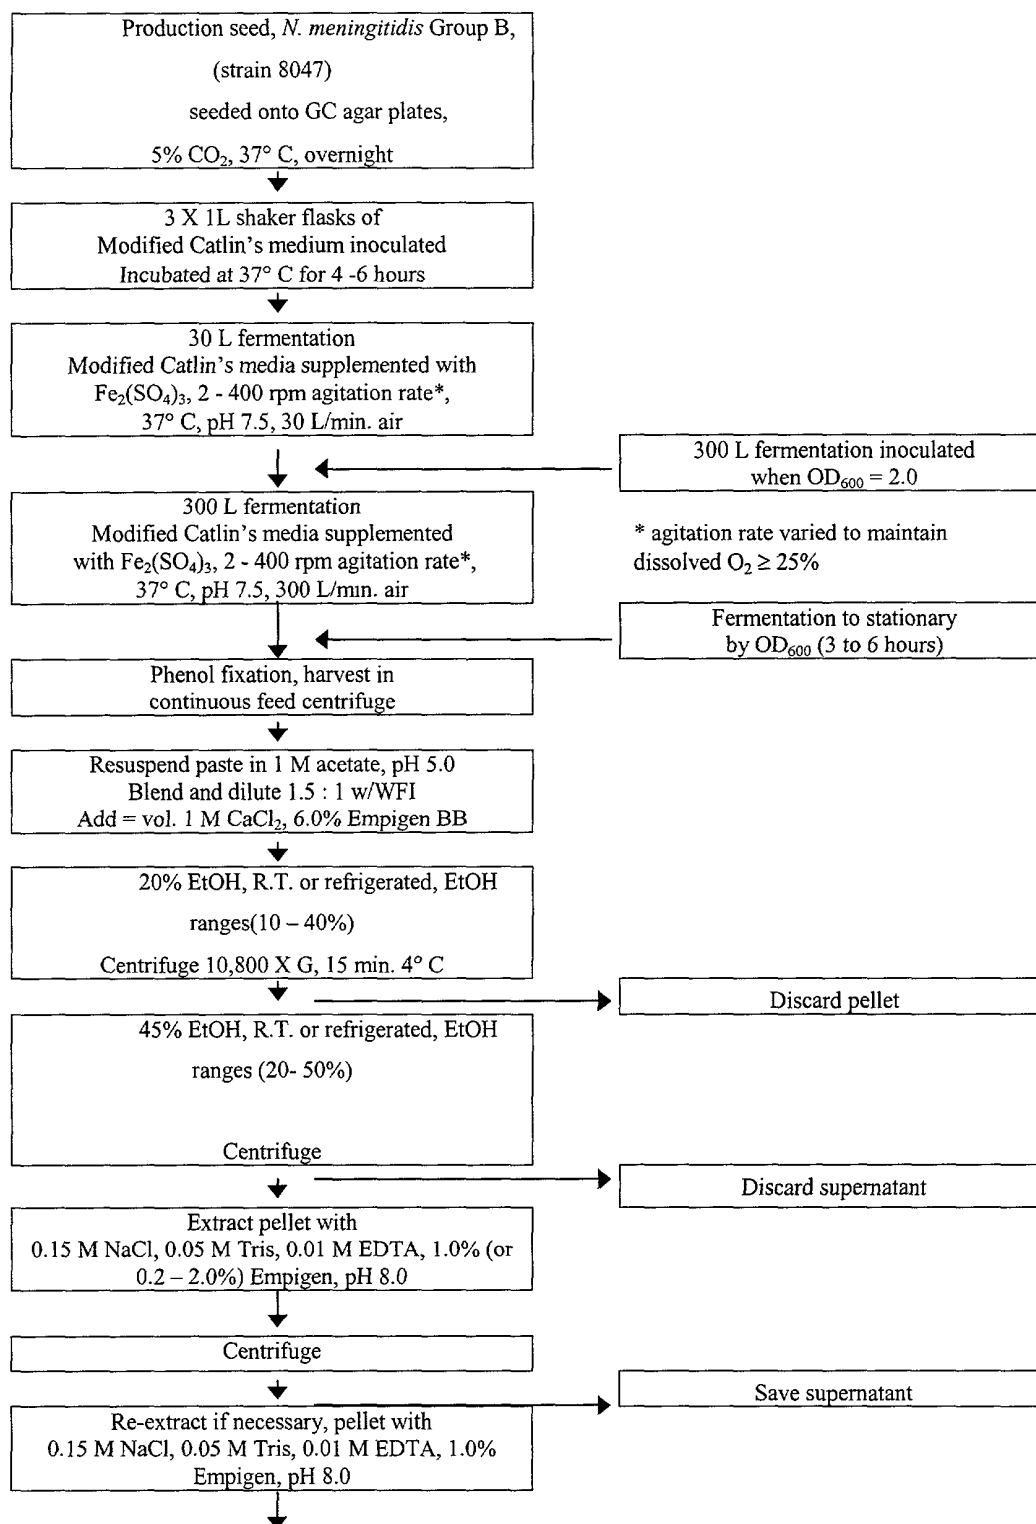 Production seed, N. meningitidis Group B,
(strain 8047)
seeded onto GC agar plates,
5% CO₂, 37° C, overnight
3 X 1L shaker flasks of
Modified Catlin's medium inoculated
Incubated at 37° C for 4 -6 hours
30 L fermentation
Modified Catlin's media supplemented with
Fe₂(SO₄)₃, 2 - 400 rpm agitation rate*,
37° C, pH 7.5, 30 L/min. air
300 L fermentation inoculated
when OD₆₀₀ = 2.0
300 L fermentation
Modified Catlin's media supplemented
with Fe₂(SO₄)₃, 2 - 400 rpm agitation rate*,
37° C, pH 7.5, 300 L/min. air
* agitation rate varied to maintain
dissolved O₂ ≥ 25%
Fermentation to stationary
by OD₆₀₀ (3 to 6 hours)
Phenol fixation, harvest in
continuous feed centrifuge
Resuspend paste in 1 M acetate, pH 5.0
Blend and dilute 1.5 : 1 w/WFI
Add = vol. 1 M CaCl₂, 6.0% Empigen BB
20% EtOH, R.T. or refrigerated, EtOH
ranges(10 – 40%)
Centrifuge 10,800 X G, 15 min. 4° C
Discard pellet
45% EtOH, R.T. or refrigerated, EtOH
ranges (20- 50%)
Centrifuge
Discard supernatant
Extract pellet with
0.15 M NaCl, 0.05 M Tris, 0.01 M EDTA, 1.0% (or
0.2 – 2.0%) Empigen, pH 8.0
Centrifuge
Save supernatant
Re-extract if necessary, pellet with
0.15 M NaCl, 0.05 M Tris, 0.01 M EDTA, 1.0%
Empigen, pH 8.0